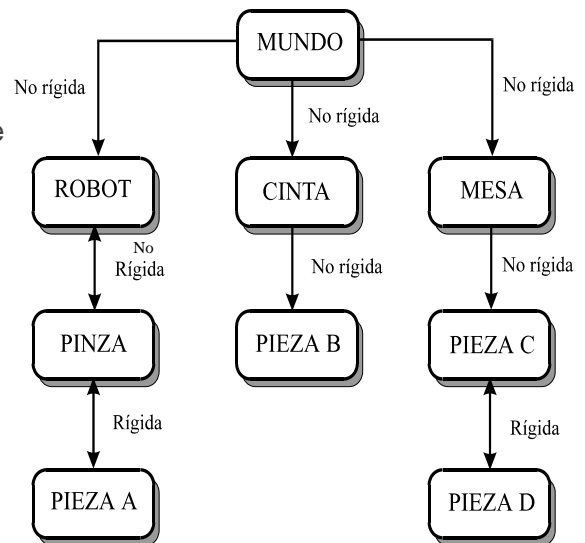 MUNDO
No rígida
No rígida
No rígida
e
ROBOT
CINTA
MESA
No
Rígida
No rígida
No rígida
PINZA
PIEZA B
PIEZA C
Rígida
Rígida
PIEZA A
PIEZA D